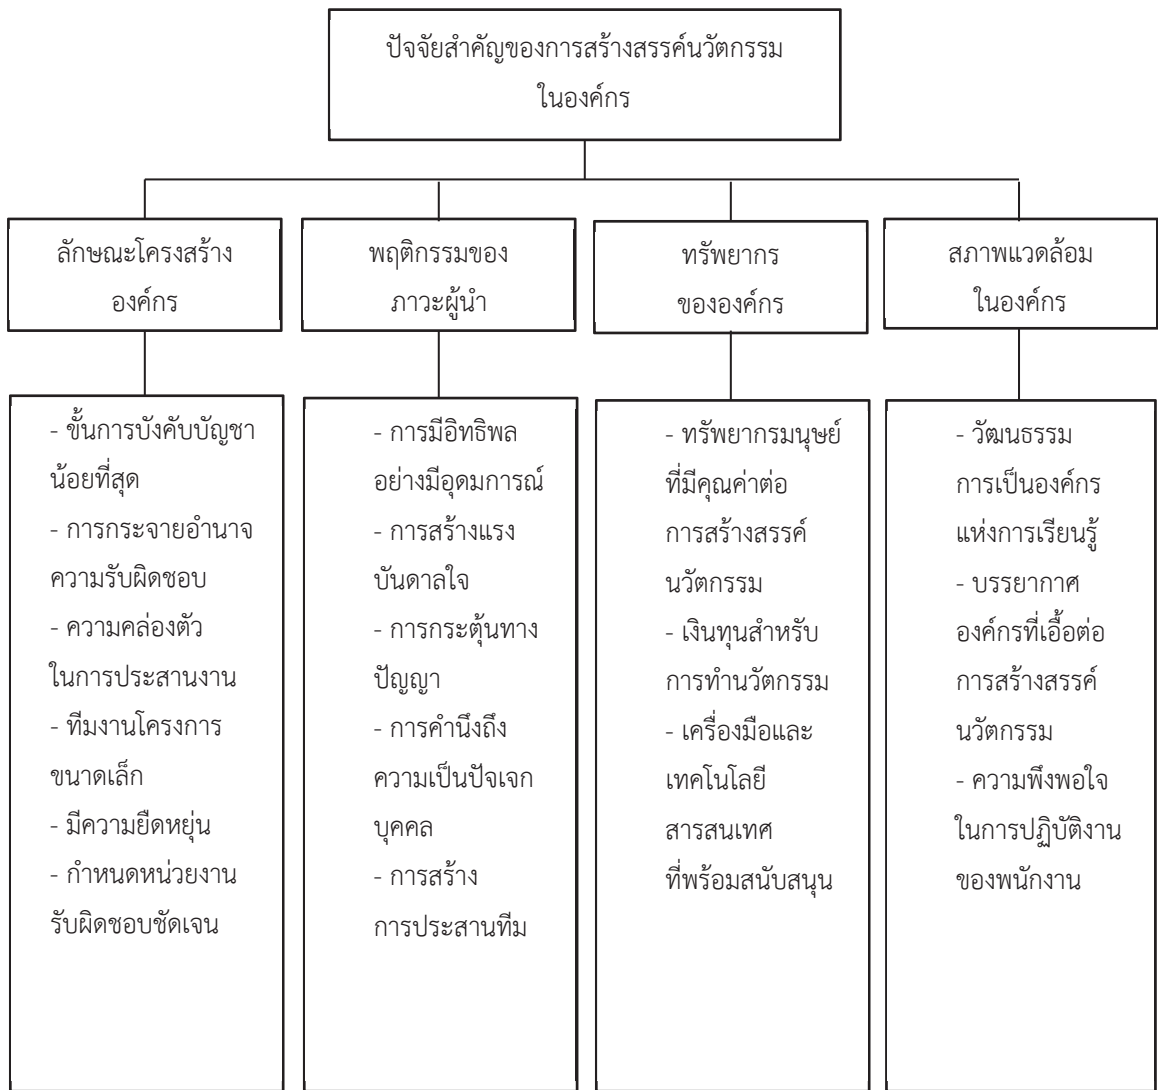 ปัจจัยสำคัญของการสร้างสรรค์นวัตกรรม
ในองค์กร
ลักษณะโครงสร้าง
องค์กร
พฤติกรรมของ
ภาวะผู้นำ
ทรัพยากร
ขององค์กร
สภาพแวดล้อม
ในองค์กร
- ขั้นการบังคับบัญชา
น้อยที่สุด
- การกระจายอำนาจ
ความรับผิดชอบ
- ความคล่องตัว
ในการประสานงาน
- ทีมงานโครงการ
ขนาดเล็ก
- มีความยืดหยุ่น
- กำหนดหน่วยงาน
รับผิดชอบชัดเจน
- การมีอิทธิพล
อย่างมีอุดมการณ์
- การสร้างแรง
บันดาลใจ
- การกระตุ้นทาง
ปัญญา
- การคำนึงถึง
ความเป็นปัจเจก
บุคคล
- การสร้าง
การประสานทีม
- ทรัพยากรมนุษย์
ที่มีคุณค่าต่อ
การสร้างสรรค์
นวัตกรรม
- เงินทุนสำหรับ
การทำนวัตกรรม
- เครื่องมือและ
เทคโนโลยี
สารสนเทศ
ที่พร้อมสนับสนุน
- วัฒนธรรม
การเป็นองค์กร
แห่งการเรียนรู้
- บรรยากาศ
องค์กรที่เอื้อต่อ
การสร้างสรรค์
นวัตกรรม
- ความพึงพอใจ
ในการปฏิบัติงาน
ของพนักงาน